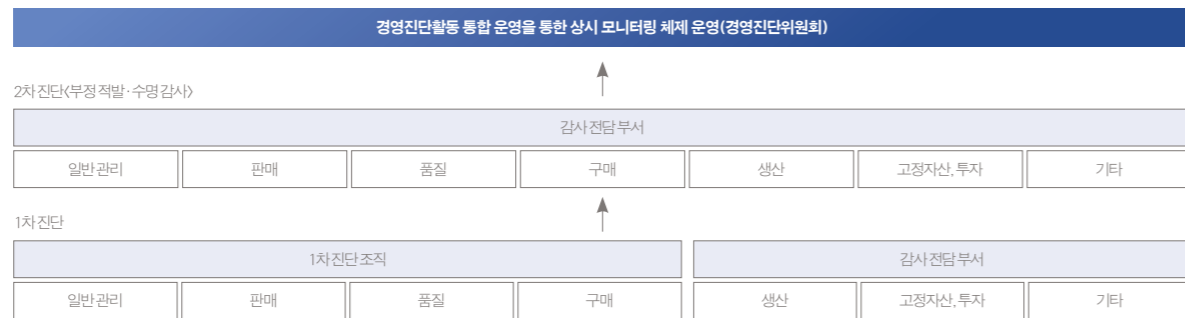 경영진단활동 통합 운영을 통한 상시 모니터링 체제 운영(경영진단위원회)
2차 진단<부정 적발·수명 감사>
감사 전담 부서
일반 관리 판매 품질 구매 생산 고정자산, 투자 기타
1차 진단
1차 진단 조직 감사 전담 부서
일반 관리 판매 품질 구매 생산 고정자산, 투자 기타